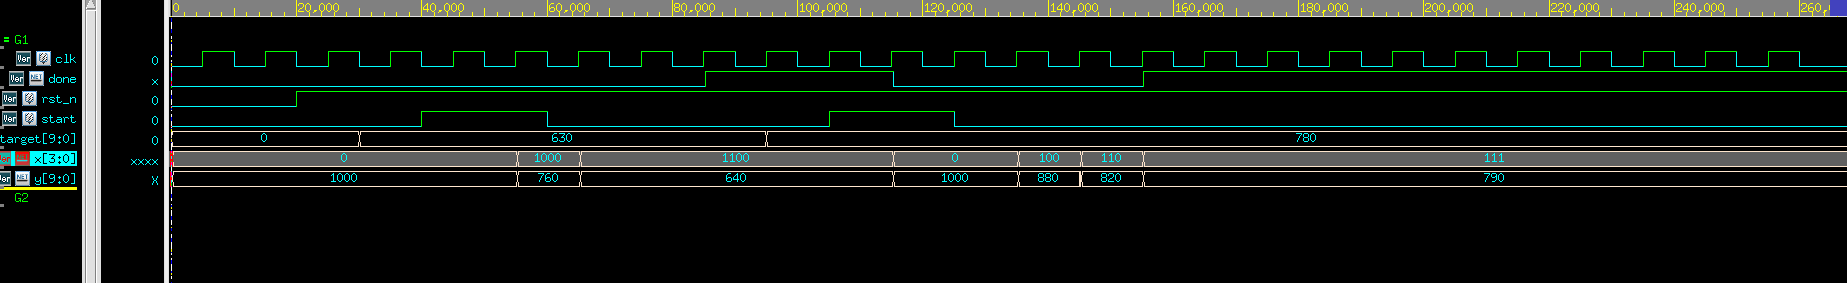 0 20,000 40,000 60,000 80,000 100,000 120,000 140,000 160,000 180,000 200,000 220,000 240,000 260,
= G1
Ver clk 0
Ver NET done x
Ver rst_n 0
Ver start 0
target[9:0] 0 0 630 780
x[3:0] xxxx 0 1000 1100 0 100 110 111
NET y[9:0] X 1000 760 640 1000 880 820 790
G2